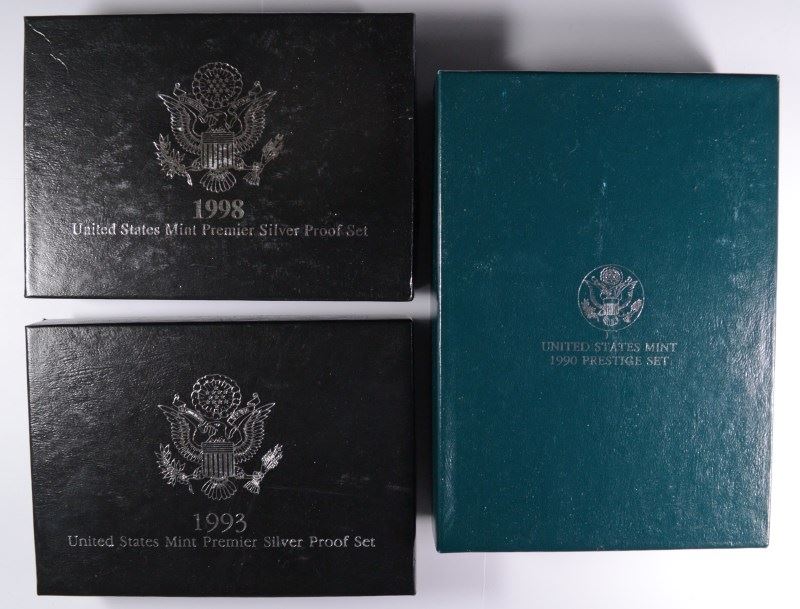 1998
United States Mint Premier Silver Proof Set
1993
United States Mint Premier Silver Proof Set
UNITED STATES MINT
1990 PRESTIGE SET